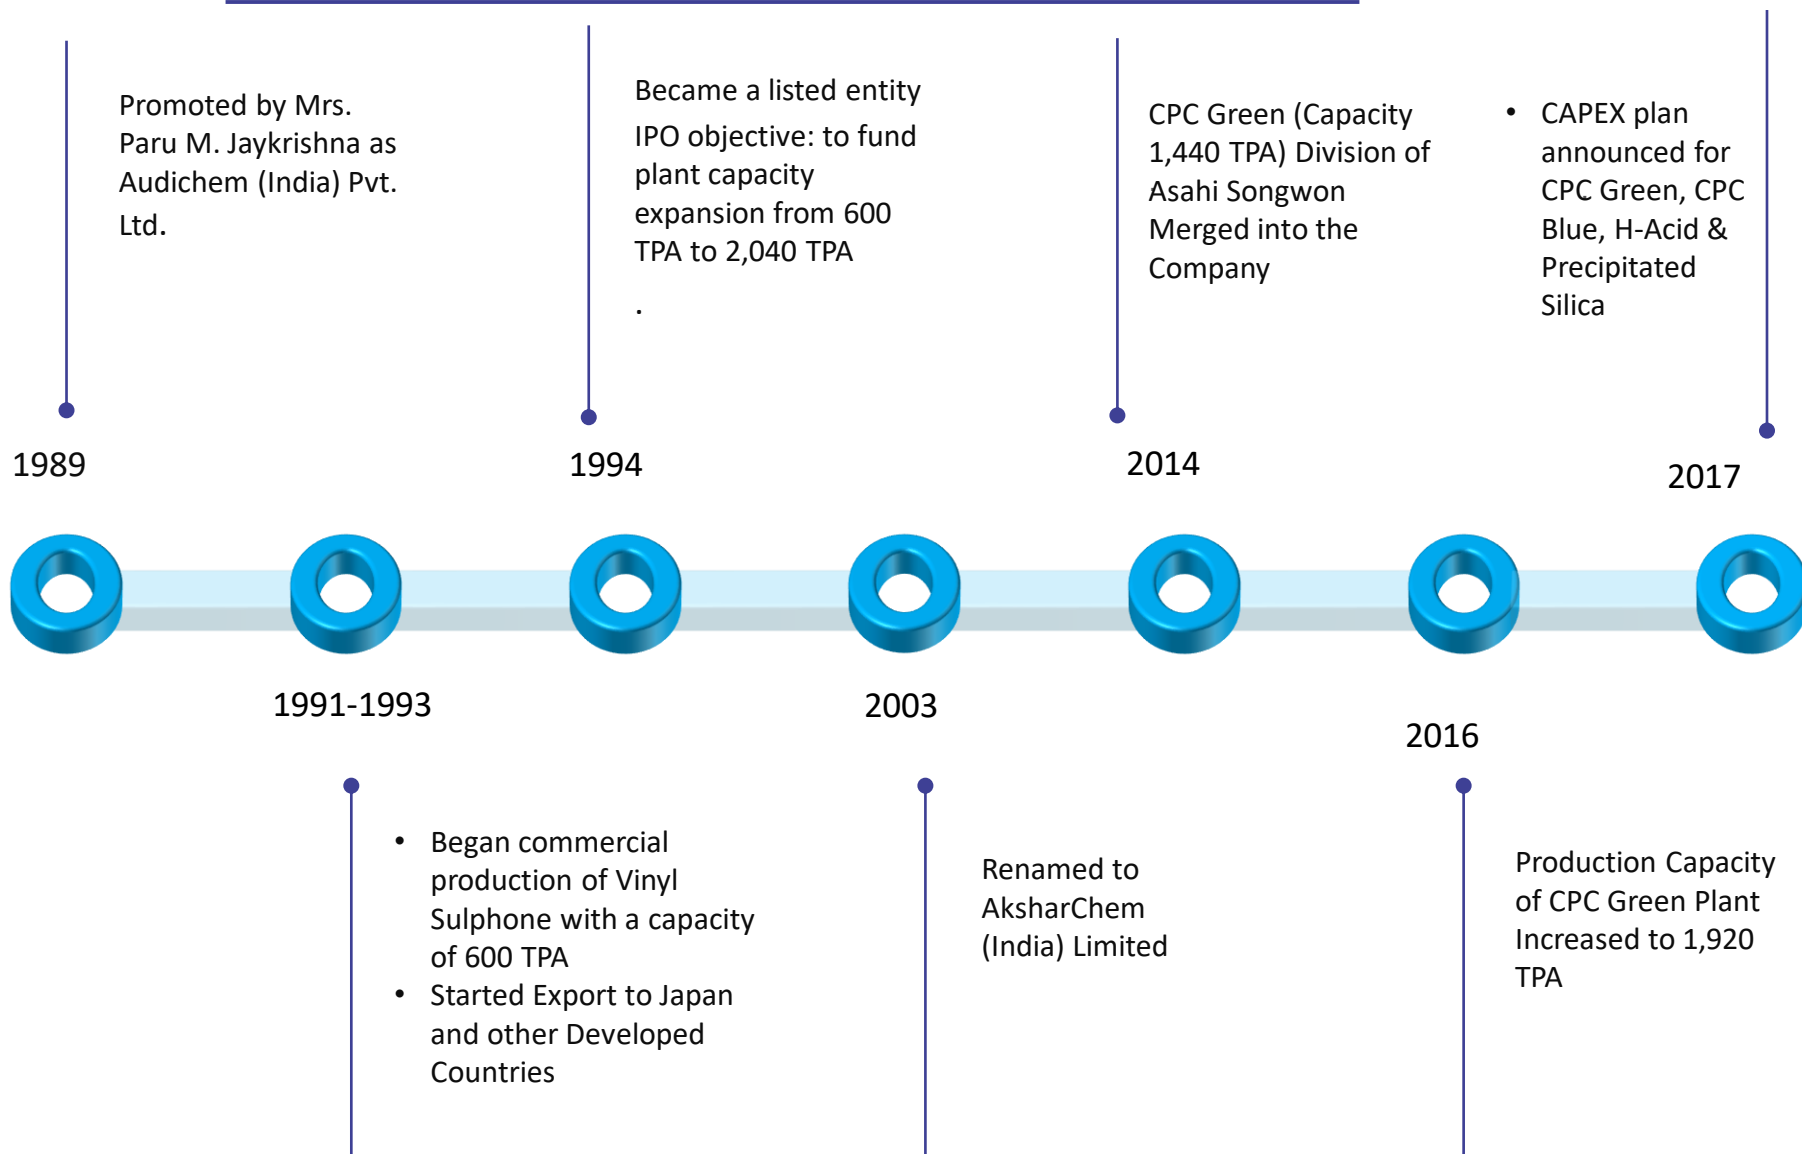 Promoted by Mrs.
Paru M. Jaykrishna as
Audichem (India) Pvt.
Ltd.
Became a listed entity
IPO objective: to fund
plant capacity
expansion from 600
TPA to 2,040 TPA
.
CPC Green (Capacity
1,440 TPA) Division of
Asahi Songwon
Merged into the
Company
• CAPEX plan
announced for
CPC Green, CPC
Blue, H-Acid &
Precipitated
Silica
1989
1994
2014
2017
1991-1993
2003
2016
• Began commercial
production of Vinyl
Sulphone with a capacity
of 600 TPA
• Started Export to Japan
and other Developed
Countries
Renamed to
AksharChem
(India) Limited
Production Capacity
of CPC Green Plant
Increased to 1,920
TPA